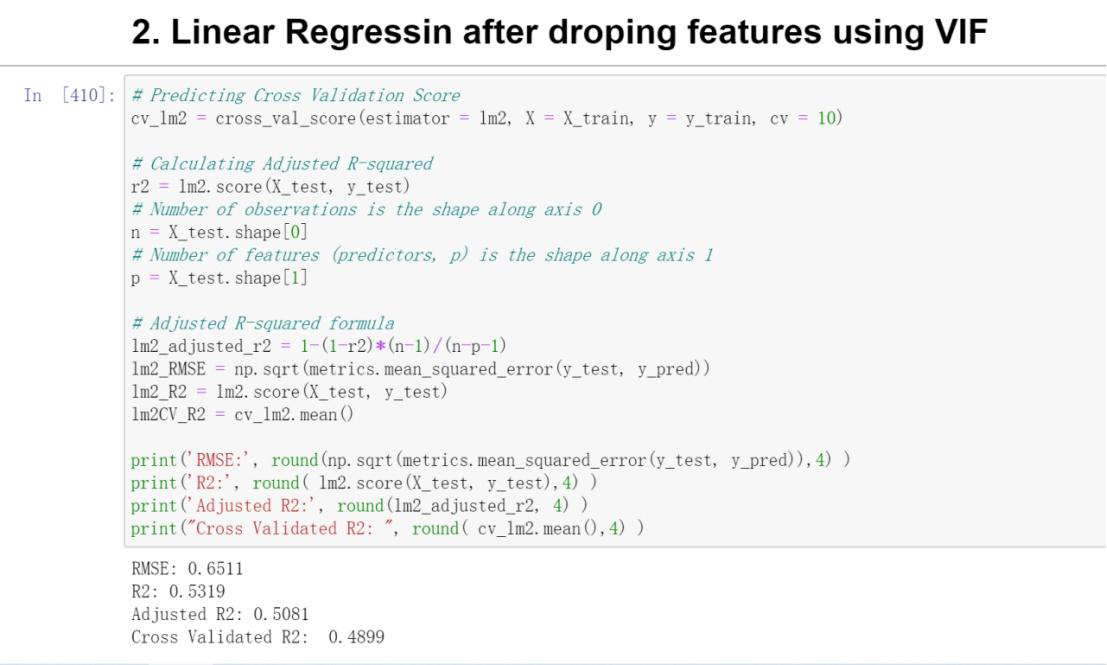 2. Linear Regressin after droping features using VIF
In [410]: # Predicting Cross Validation Score
cv_lm2 = cross_val_score(estimator = lm2, X = X_train, y = y_train, cv = 10)
# Calculating Adjusted R-squared
r2 = lm2.score(X_test, y_test)
# Number of observations is the shape along axis 0
n = X_test.shape[0]
# Number of features (predictors, p) is the shape along axis 1
p = X_test.shape[1]
# Adjusted R-squared formula
lm2_adjusted_r2 = 1-(1-r2)*(n-1)/(n-p-1)
lm2_RMSE = np.sqrt(metrics.mean_squared_error(y_test, y_pred))
lm2_R2 = lm2.score(X_test, y_test)
lm2CV_R2 = cv_lm2.mean()
print('RMSE:', round(np.sqrt(metrics.mean_squared_error(y_test, y_pred)),4) )
print('R2:', round( lm2.score(X_test, y_test),4) )
print('Adjusted R2:', round(lm2_adjusted_r2, 4) )
print("Cross Validated R2: ", round( cv_lm2.mean(),4) )
RMSE: 0.6511
R2: 0.5319
Adjusted R2: 0.5081
Cross Validated R2:  0.4899